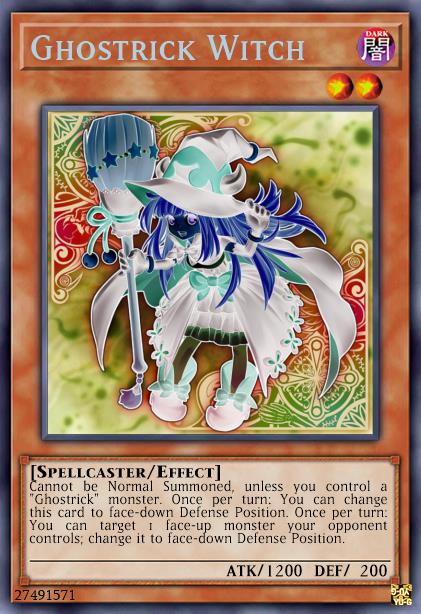 Ghostrick Witch
DARK
闇
[Spellcaster/Effect]
Cannot be Normal Summoned, unless you control a
"Ghostrick" monster. Once per turn: You can change
this card to face-down Defense Position. Once per turn:
You can target 1 face-up monster your opponent
controls; change it to face-down Defense Position.
ATK/1200 DEF/ 200
27491571